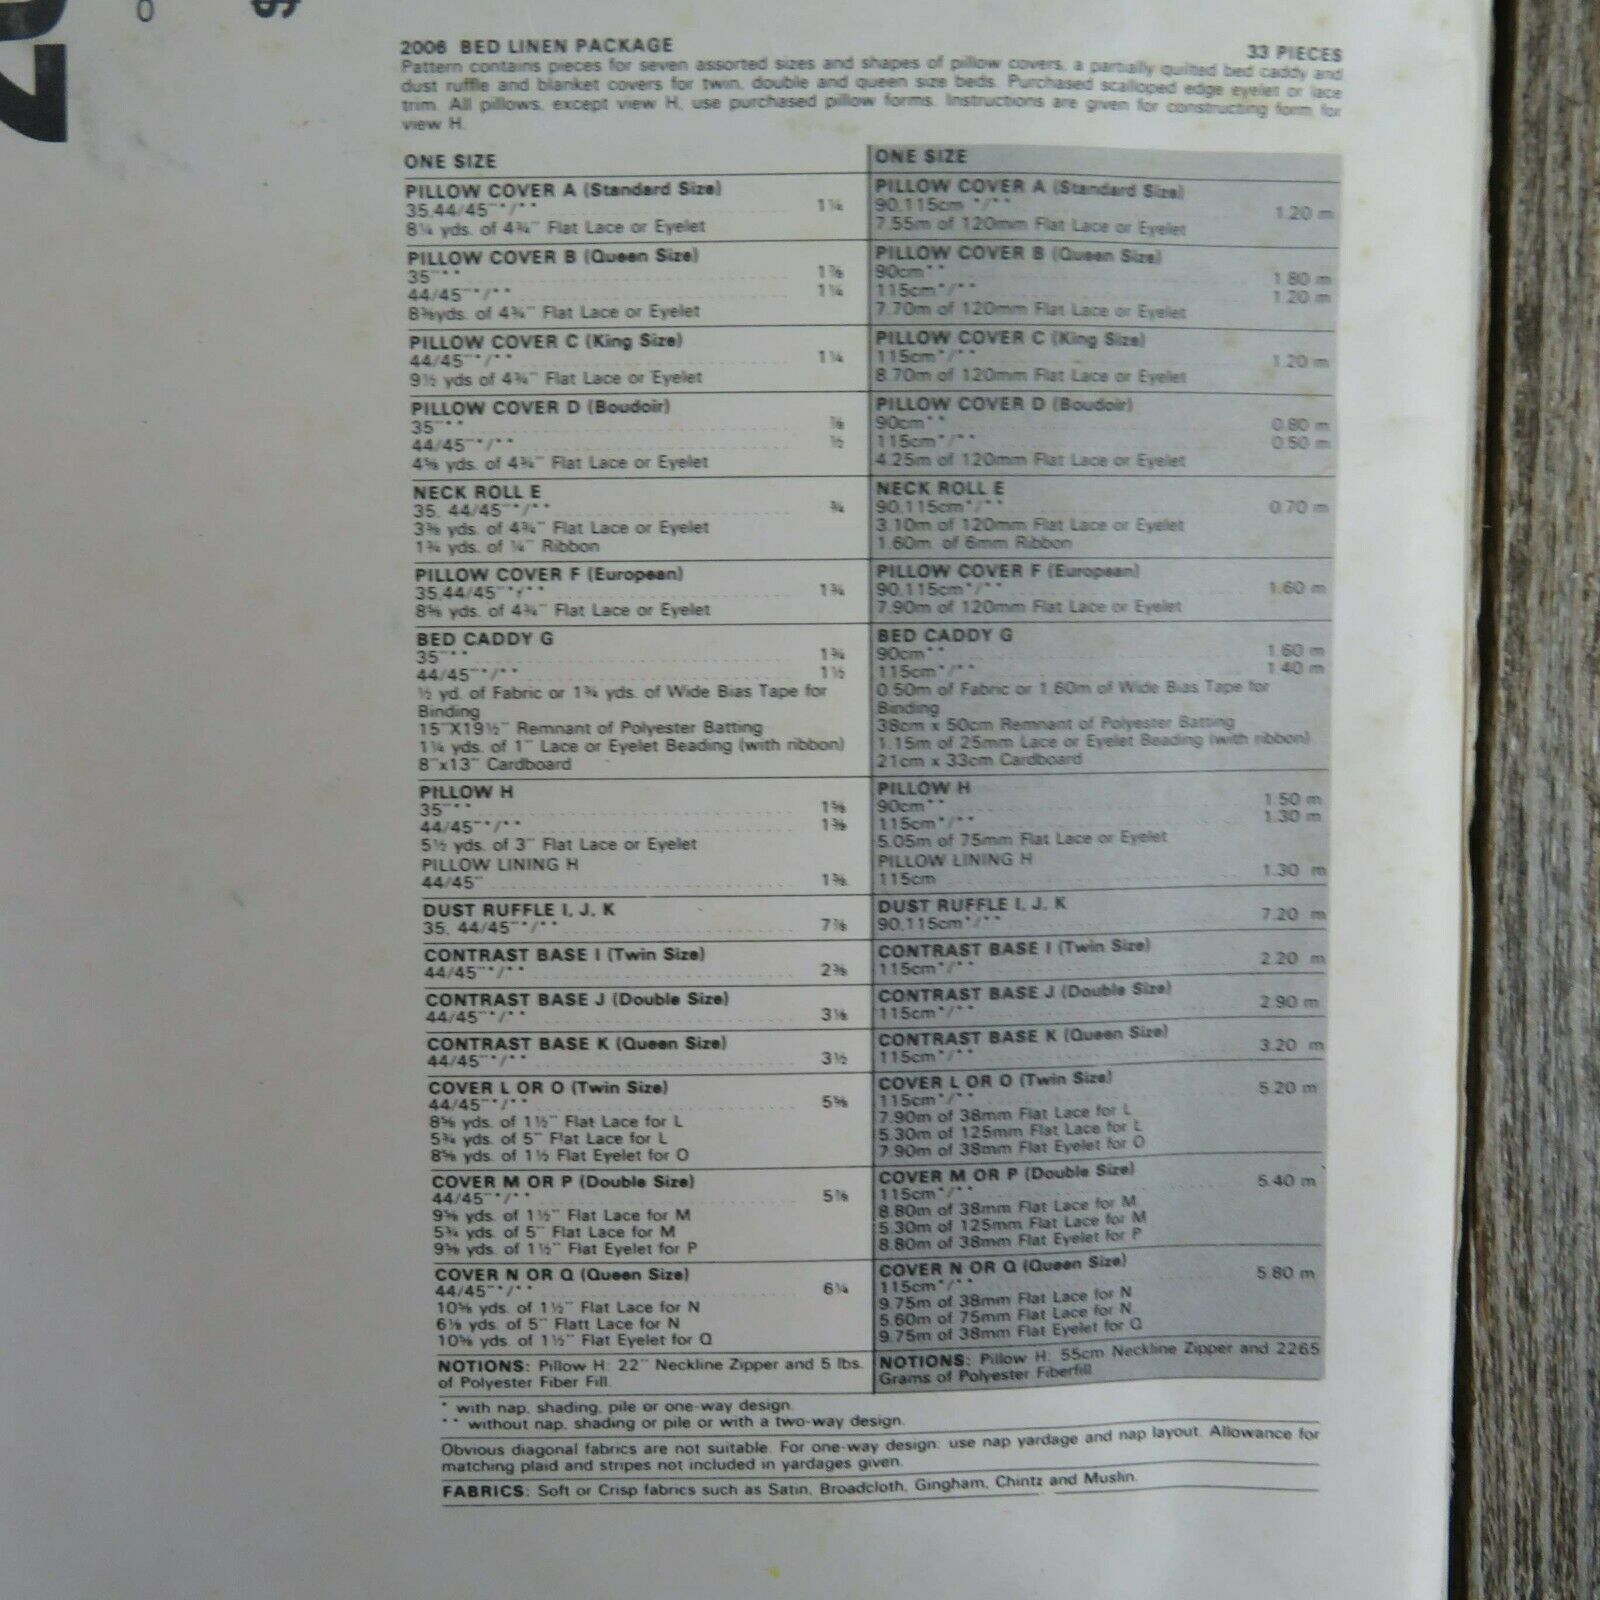 2006 BED LINEN PACKAGE 33 PIECES
Pattern contains pieces for seven assorted sizes and shapes of pillow covers, a partially quilted bed caddy and
dust ruffle and blanket covers for twin, double and queen size beds. Purchased scalloped edge eyelet or lace
trim. All pillows, except view H, use purchased pillow forms. Instructions are given for constructing form for
view H.
ONE SIZE
PILLOW COVER A (Standard Size)
35,44/45"*/** 1¼
8¼ yds. of 4¾" Flat Lace or Eyelet
PILLOW COVER B (Queen Size)
35"** 1⅞
44/45"*/** 1¼
8⅜yds. of 4¾" Flat Lace or Eyelet
PILLOW COVER C (King Size)
44/45"*/** 1¼
9½ yds of 4¾" Flat Lace or Eyelet
PILLOW COVER D (Boudoir)
35"** ⅞
44/45"*/** ½
4⅝ yds. of 4¾" Flat Lace or Eyelet
NECK ROLL E
35, 44/45"*/** ¾
3⅜ yds. of 4¾" Flat Lace or Eyelet
1¾ yds. of ¼" Ribbon
PILLOW COVER F (European)
35,44/45"*/** 1¾
8⅝ yds. of 4¾" Flat Lace or Eyelet
BED CADDY G
35"** 1¾
44/45"*/** 1½
½ yd. of Fabric or 1¾ yds. of Wide Bias Tape for
Binding
15"X19½" Remnant of Polyester Batting
1¼ yds. of 1" Lace or Eyelet Beading (with ribbon)
8"x13" Cardboard
PILLOW H
35"** 1⅝
44/45"*/** 1⅜
5½ yds. of 3" Flat Lace or Eyelet
PILLOW LINING H
44/45" 1⅜
DUST RUFFLE I, J, K
35, 44/45"*/** 7⅞
CONTRAST BASE I (Twin Size)
44/45"*/** 2⅜
CONTRAST BASE J (Double Size)
44/45"*/** 3⅛
CONTRAST BASE K (Queen Size)
44/45"*/** 3½
COVER L OR O (Twin Size)
44/45"*/** 5⅝
8⅝ yds. of 1½" Flat Lace for L
5¾ yds. of 5" Flat Lace for L
8⅝ yds. of 1½ Flat Eyelet for O
COVER M OR P (Double Size)
44/45"*/** 5⅞
9⅝ yds. of 1½" Flat Lace for M
5¾ yds. of 5" Flat Lace for M
9⅝ yds. of 1½" Flat Eyelet for P
COVER N OR Q (Queen Size)
44/45"*/** 6¼
10⅝ yds. of 1½" Flat Lace for N
6⅛ yds. of 5" Flatt Lace for N
10⅝ yds. of 1½" Flat Eyelet for Q
NOTIONS: Pillow H: 22" Neckline Zipper and 5 lbs.
of Polyester Fiber Fill.
ONE SIZE
PILLOW COVER A (Standard Size)
90,115cm */** 1.20 m
7.55m of 120mm Flat Lace or Eyelet
PILLOW COVER B (Queen Size)
90cm** 1.80 m
115cm*/** 1.20 m
7.70m of 120mm Flat Lace or Eyelet
PILLOW COVER C (King Size)
115cm*/** 1.20 m
8.70m of 120mm Flat Lace or Eyelet
PILLOW COVER D (Boudoir)
90cm** 0.80 m
115cm*/** 0.50 m
4.25m of 120mm Flat Lace or Eyelet
NECK ROLL E
90,115cm*/** 0.70 m
3.10m of 120mm Flat Lace or Eyelet
1.60m of 6mm Ribbon
PILLOW COVER F (European)
90,115cm*/** 1.60 m
7.90m of 120mm Flat Lace or Eyelet
BED CADDY G
90cm** 1.60 m
115cm*/** 1.40 m
0.50m of Fabric or 1.60m of Wide Bias Tape for
Binding
38cm x 50cm Remnant of Polyester Batting
1.15m of 25mm Lace or Eyelet Beading (with ribbon)
21cm x 33cm Cardboard
PILLOW H
90cm** 1.50 m
115cm*/** 1.30 m
5.05m of 75mm Flat Lace or Eyelet
PILLOW LINING H
115cm 1.30 m
DUST RUFFLE I, J, K
90,115cm*/** 7.20 m
CONTRAST BASE I (Twin Size)
115cm*/** 2.20 m
CONTRAST BASE J (Double Size)
115cm*/** 2.90 m
CONTRAST BASE K (Queen Size)
115cm*/** 3.20 m
COVER L OR O (Twin Size)
115cm*/** 5.20 m
7.90m of 38mm Flat Lace for L
5.30m of 125mm Flat Lace for L
7.90m of 38mm Flat Eyelet for O
COVER M OR P (Double Size)
115cm*/** 5.40 m
8.80m of 38mm Flat Lace for M
5.30m of 125mm Flat Lace for M
8.80m of 38mm Flat Eyelet for P
COVER N OR Q (Queen Size)
115cm*/** 5.80 m
9.75m of 38mm Flat Lace for N
5.60m of 75mm Flat Lace for N
9.75m of 38mm Flat Eyelet for Q
NOTIONS: Pillow H: 55cm Neckline Zipper and 2265
Grams of Polyester Fiberfill
* with nap, shading, pile or one-way design.
** without nap, shading or pile or with a two-way design.
Obvious diagonal fabrics are not suitable. For one-way design: use nap yardage and nap layout. Allowance for
matching plaid and stripes not included in yardages given.
FABRICS: Soft or Crisp fabrics such as Satin, Broadcloth, Gingham, Chintz and Muslin.